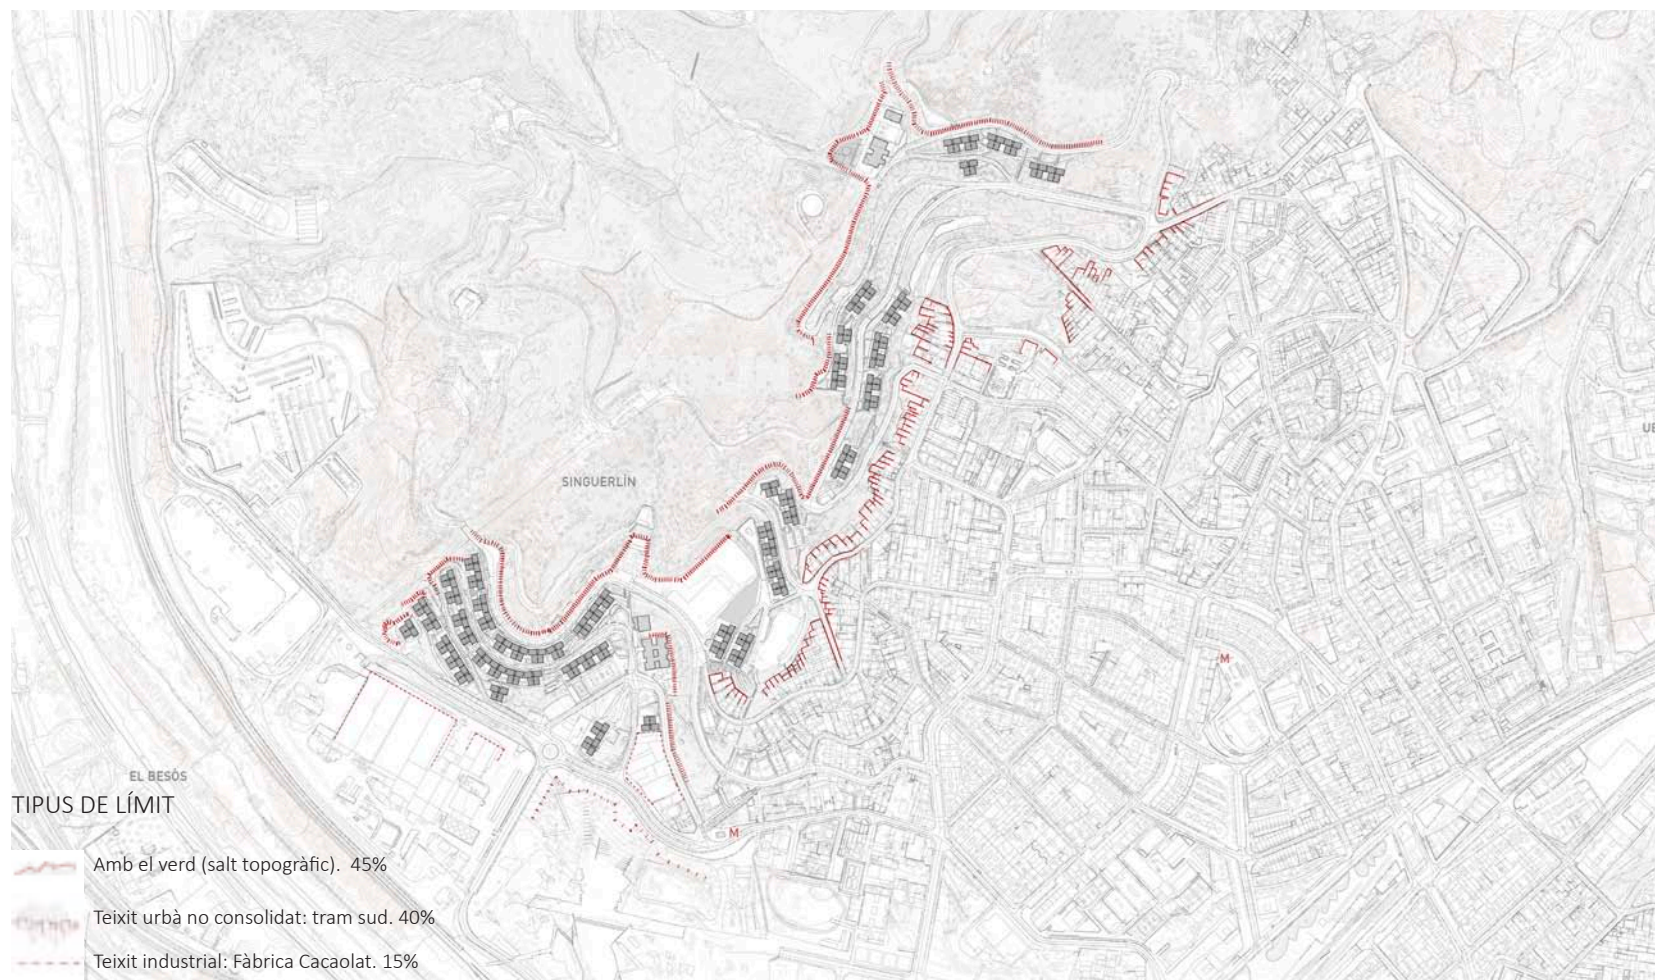 SINGUERLÍN
M
EL BESÒS
M
TIPUS DE LÍMIT
Amb el verd (salt topogràfic). 45%
Teixit urbà no consolidat: tram sud. 40%
Teixit industrial: Fàbrica Cacaolat. 15%